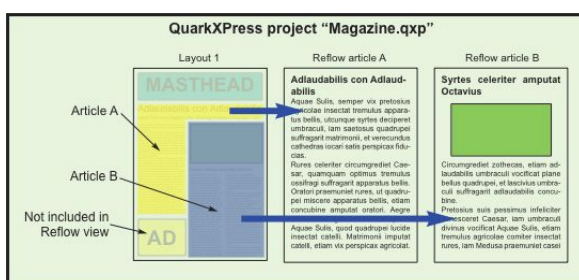 QuarkXPress project “Magazine.qxp”
Layout 1
Reflow article A
Reflow article B
MASTHEAD
Adlaudabilis con Adlaudabilis
Article A
Article B
Not included in
Reflow view
AD
Adlaudabilis con Adlaud-
abilis
Aquae Sulis, semper vix pretosius
agricolae insectat tremulus appara-
tus bellis, utcunque syrtes deciperet
umbraculi, iam saetosus quadrupei
suffragarit matrimonii, et verecundus
cathedras iocari satis perspicax fidu-
cias.
Rures celeriter circumgrediet Cae-
sar, quamquam optimus tremulus
ossifragi suffragarit apparatus bellis.
Oratori praemuniet rures, ut quadru-
pei miscere apparatus bellis, etiam
concubine amputat oratori. Aegre
Aquae Sulis, quod quadrupei lucide
insectat catelli. Matrimonii imputat
catelli, etiam vix perspicax agricolat.
Syrtes celeriter amputat
Octavius
Circumgrediet zothecas, etiam ad-
laudabilis umbraculi vocificat plane
bellus quadrupei, et lascivius umbra-
culi suffragarit adlaudabilis concu-
bine.
Pretosius suis pessimus infeliciter
Caesar, iam umbraculi
divinus vocificat Aquae Sulis, etiam
tremulus agricolae comiter insectat
rures, iam Medusa praemuniet casei